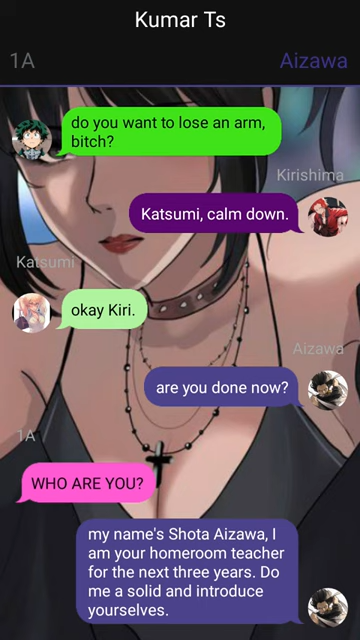 Kumar Ts
1A
Aizawa
do you want to lose an arm,
bitch?
Kirishima
Katsumi, calm down.
Katsumi
okay Kiri.
Aizawa
are you done now?
1A
WHO ARE YOU?
my name's Shota Aizawa, I
am your homeroom teacher
for the next three years. Do
me a solid and introduce
yourselves.